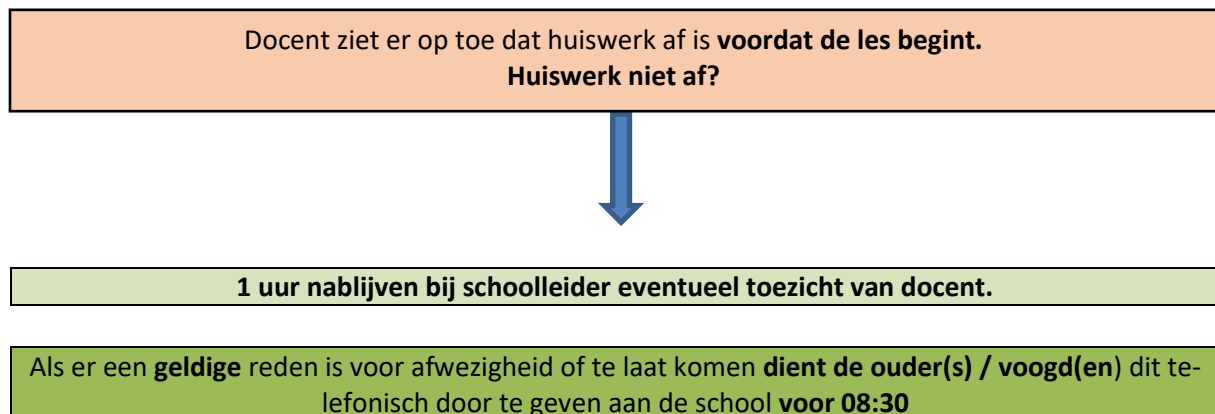 Docent ziet er op toe dat huiswerk af is voordat de les begint.
Huiswerk niet af?
1 uur nablijven bij schoolleider eventueel toezicht van docent.
Als er een geldige reden is voor afwezigheid of te laat komen dient de ouder(s) / voogd(en) dit te-
lefonisch door te geven aan de school voor 08:30